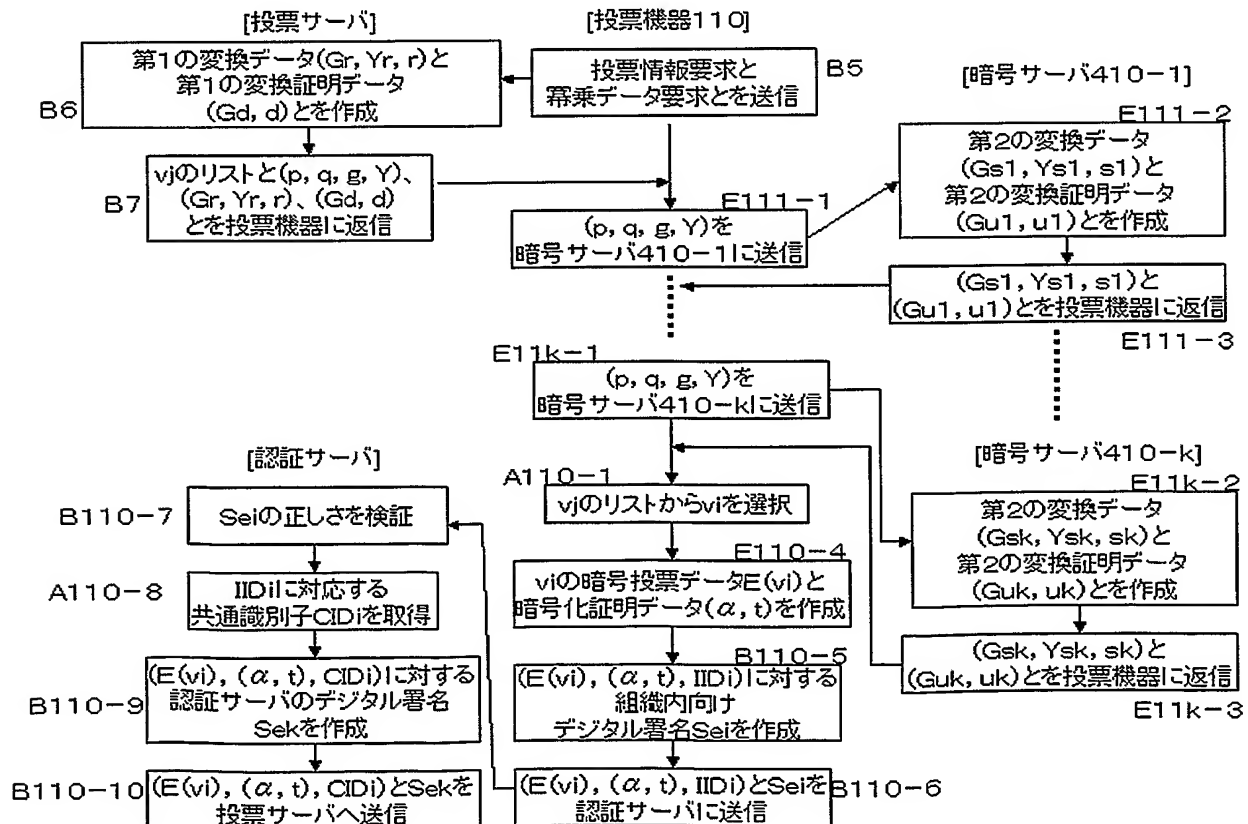 [投票サーバ]
第1の変換データ(Gr, Yr, r)と
第1の変換証明データ
(Gd, d)とを作成
B6
vjのリストと(p, q, g, Y)、
(Gr, Yr, r)、(Gd, d)
とを投票機器に返信
B7
[投票機器110]
投票情報要求と
冪乗データ要求とを送信
B5
E111-1
(p, q, g, Y)を
暗号サーバ410-1に送信
[暗号サーバ410-1]
E111-2
第2の変換データ
(Gs1, Ys1, s1)と
第2の変換証明データ
(Gu1, u1)とを作成
(Gs1, Ys1, s1)と
(Gu1, u1)とを投票機器に返信
E111-3
E11k-1
(p, q, g, Y)を
暗号サーバ410-kに送信
[暗号サーバ410-k]
E11k-2
第2の変換データ
(Gsk, Ysk, sk)と
第2の変換証明データ
(Guk, uk)とを作成
(Gsk, Ysk, sk)と
(Guk, uk)とを投票機器に返信
E11k-3
A110-1
vjのリストからviを選択
E110-4
viの暗号投票データE(vi)と
暗号化証明データ(α, t)を作成
B110-5
(E(vi), (α, t), IIDi)に対する
組織内向け
デジタル署名Seiを作成
(E(vi), (α, t), IIDi)とSeiを
認証サーバに送信
B110-6
[認証サーバ]
B110-7
Seiの正しさを検証
A110-8
IIDiに対応する
共通識別子CIDiを取得
B110-9
(E(vi), (α, t), CIDi)に対する
認証サーバのデジタル署名
Sekを作成
B110-10
(E(vi), (α, t), CIDi)とSekを
投票サーバへ送信